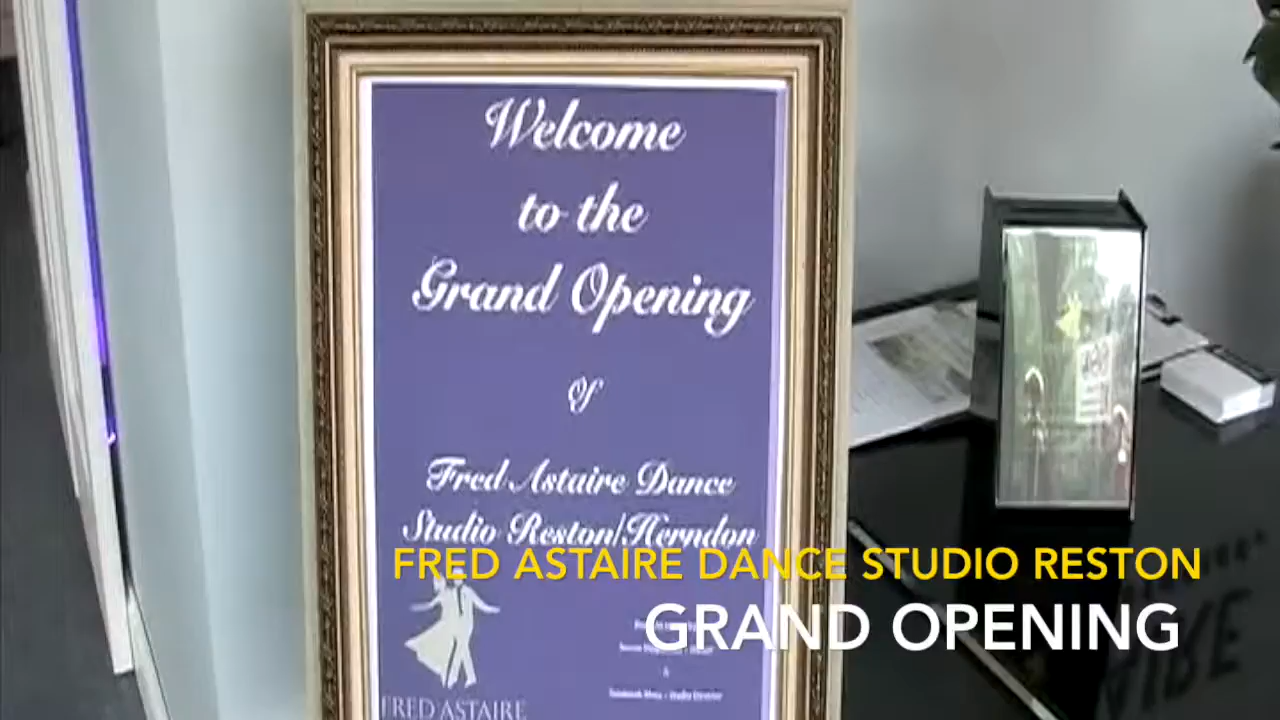 Welcome
to the
Grand Opening
Of
Fred Astaire Dance
Studio Reston/Herndon
FRED ASTAIRE DANCE STUDIO RESTON
GRAND OPENING
FRED ASTAIRE